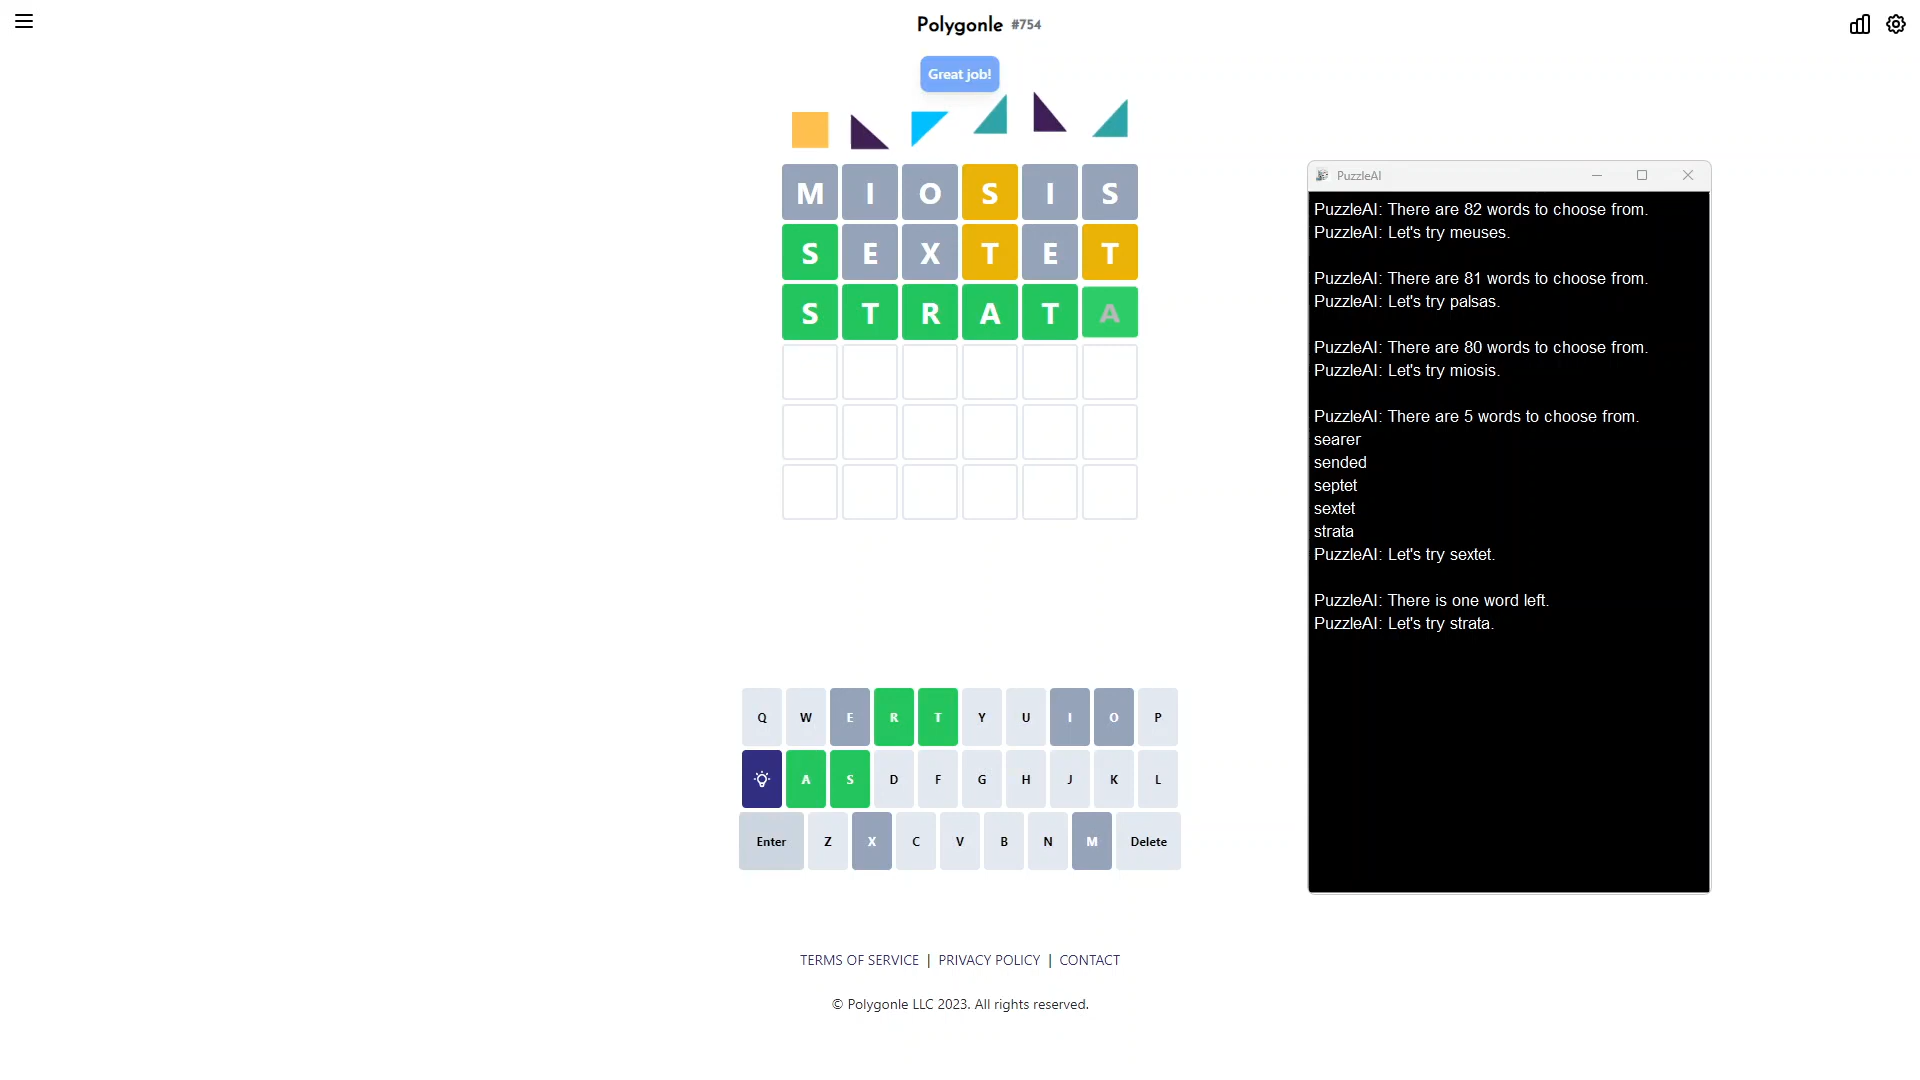 Polygonle #754
Great job!
M I O S I S
S E X T E T
S T R A T A
PuzzleAI
PuzzleAI: There are 82 words to choose from.
PuzzleAI: Let's try meuses.
PuzzleAI: There are 81 words to choose from.
PuzzleAI: Let's try palsas.
PuzzleAI: There are 80 words to choose from.
PuzzleAI: Let's try miosis.
PuzzleAI: There are 5 words to choose from.
searer
sended
septet
sextet
strata
PuzzleAI: Let's try sextet.
PuzzleAI: There is one word left.
PuzzleAI: Let's try strata.
Q W E R T Y U I O P
A S D F G H J K L
Enter Z X C V B N M Delete
TERMS OF SERVICE | PRIVACY POLICY | CONTACT
© Polygonle LLC 2023. All rights reserved.